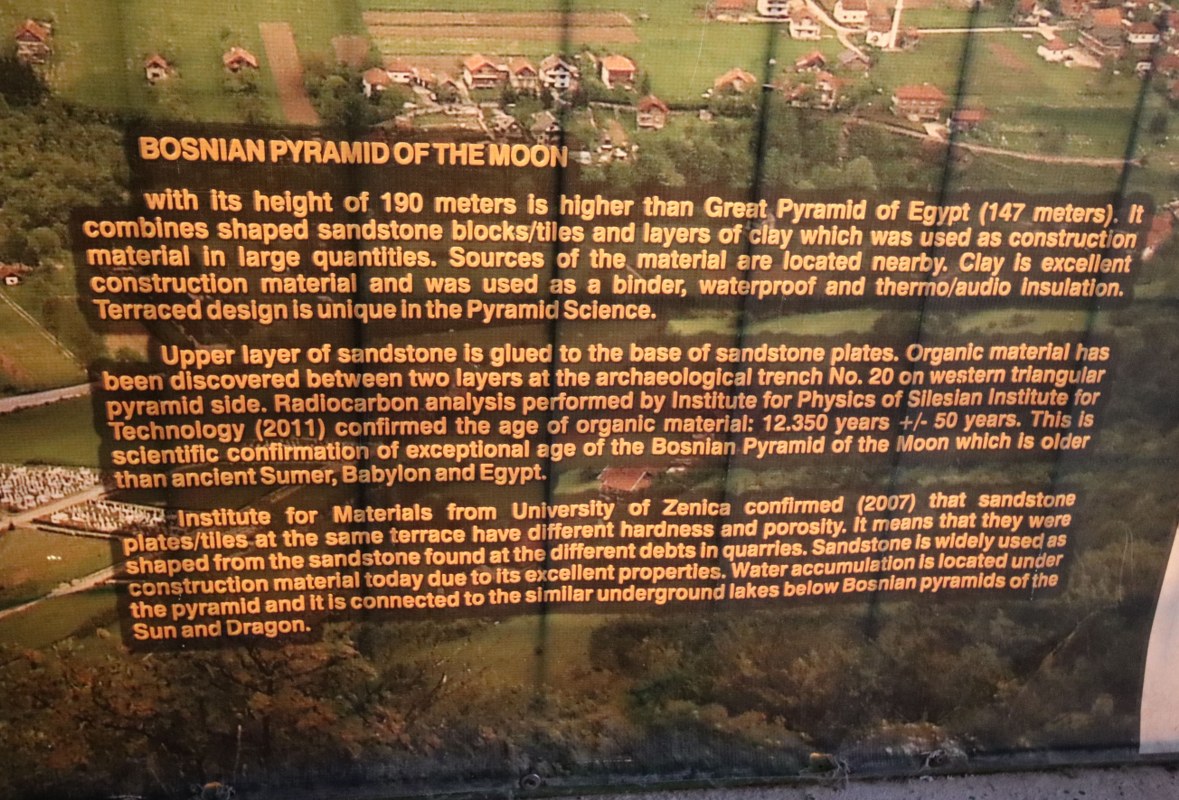 BOSNIAN PYRAMID OF THE MOON
with its height of 190 meters is higher than Great Pyramid of Egypt (147 meters). It
combines shaped sandstone blocks/tiles and layers of clay which was used as construction
material in large quantities. Sources of the material are located nearby. Clay is excellent
construction material and was used as a binder, waterproof and thermo/audio insulation.
Terraced design is unique in the Pyramid Science.
Upper layer of sandstone is glued to the base of sandstone plates. Organic material has
been discovered between two layers at the archaeological trench No. 20 on western triangular
pyramid side. Radiocarbon analysis performed by Institute for Physics of Silesian Institute for
Technology (2011) confirmed the age of organic material: 12.350 years +/- 50 years. This is
scientific confirmation of exceptional age of the Bosnian Pyramid of the Moon which is older
than ancient Sumer, Babylon and Egypt.
Institute for Materials from University of Zenica confirmed (2007) that sandstone
plates/tiles at the same terrace have different hardness and porosity. It means that they were
shaped from the sandstone found at the different debts in quarries. Sandstone is widely used as
construction material today due to its excellent properties. Water accumulation is located under
the pyramid and it is connected to the similar underground lakes below Bosnian pyramids of the
Sun and Dragon.